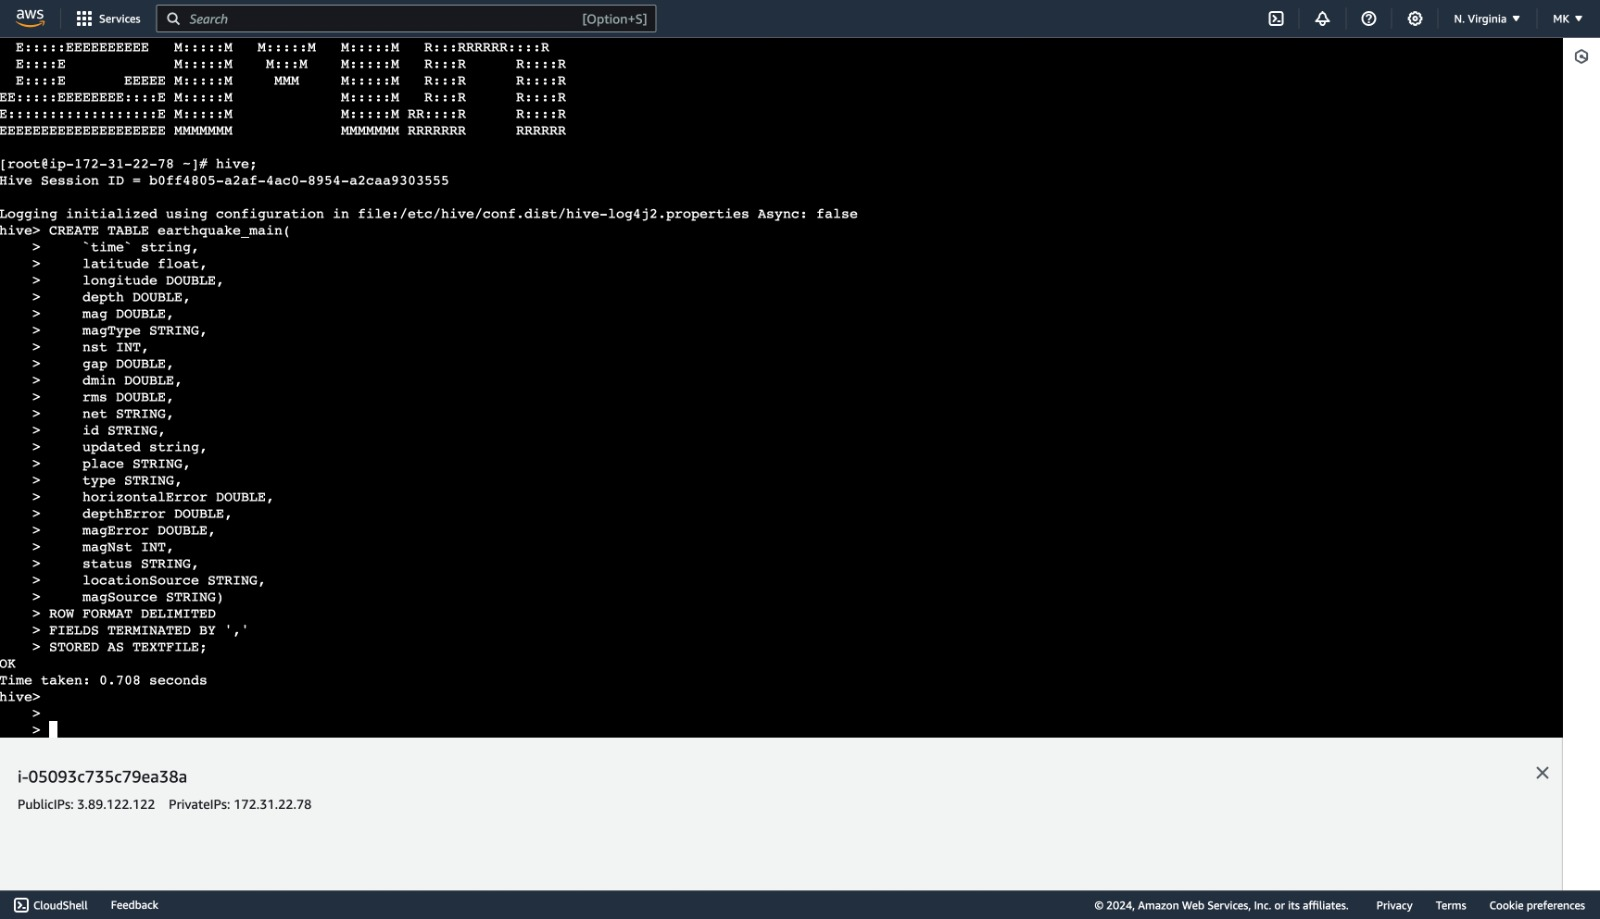 aws
Services
Search
[Option+S]
N. Virginia ▼
MK ▼
E:::::EEEEEEEEEE   M:::::M   M:::::M   M:::::M   R:::RRRRRR::::R
E::::E             M:::::M    M:::M    M:::::M   R:::R      R::::R
E::::E       EEEEE M:::::M     MMM     M:::::M   R:::R      R::::R
EE:::::EEEEEEEE::::E M:::::M             M:::::M   R:::R      R::::R
E::::::::::::::::::E M:::::M             M:::::M RR::::R      R::::R
EEEEEEEEEEEEEEEEEEEE MMMMMMM             MMMMMMM RRRRRRR      RRRRRR
[root@ip-172-31-22-78 ~]# hive;
Hive Session ID = b0ff4805-a2af-4ac0-8954-a2caa9303555
Logging initialized using configuration in file:/etc/hive/conf.dist/hive-log4j2.properties Async: false
hive> CREATE TABLE earthquake_main(
    >     `time` string,
    >     latitude float,
    >     longitude DOUBLE,
    >     depth DOUBLE,
    >     mag DOUBLE,
    >     magType STRING,
    >     nst INT,
    >     gap DOUBLE,
    >     dmin DOUBLE,
    >     rms DOUBLE,
    >     net STRING,
    >     id STRING,
    >     updated string,
    >     place STRING,
    >     type STRING,
    >     horizontalError DOUBLE,
    >     depthError DOUBLE,
    >     magError DOUBLE,
    >     magNst INT,
    >     status STRING,
    >     locationSource STRING,
    >     magSource STRING)
    > ROW FORMAT DELIMITED
    > FIELDS TERMINATED BY ','
    > STORED AS TEXTFILE;
OK
Time taken: 0.708 seconds
hive>
    >
    >
i-05093c735c79ea38a
PublicIPs: 3.89.122.122    PrivateIPs: 172.31.22.78
CloudShell
Feedback
© 2024, Amazon Web Services, Inc. or its affiliates.
Privacy
Terms
Cookie preferences